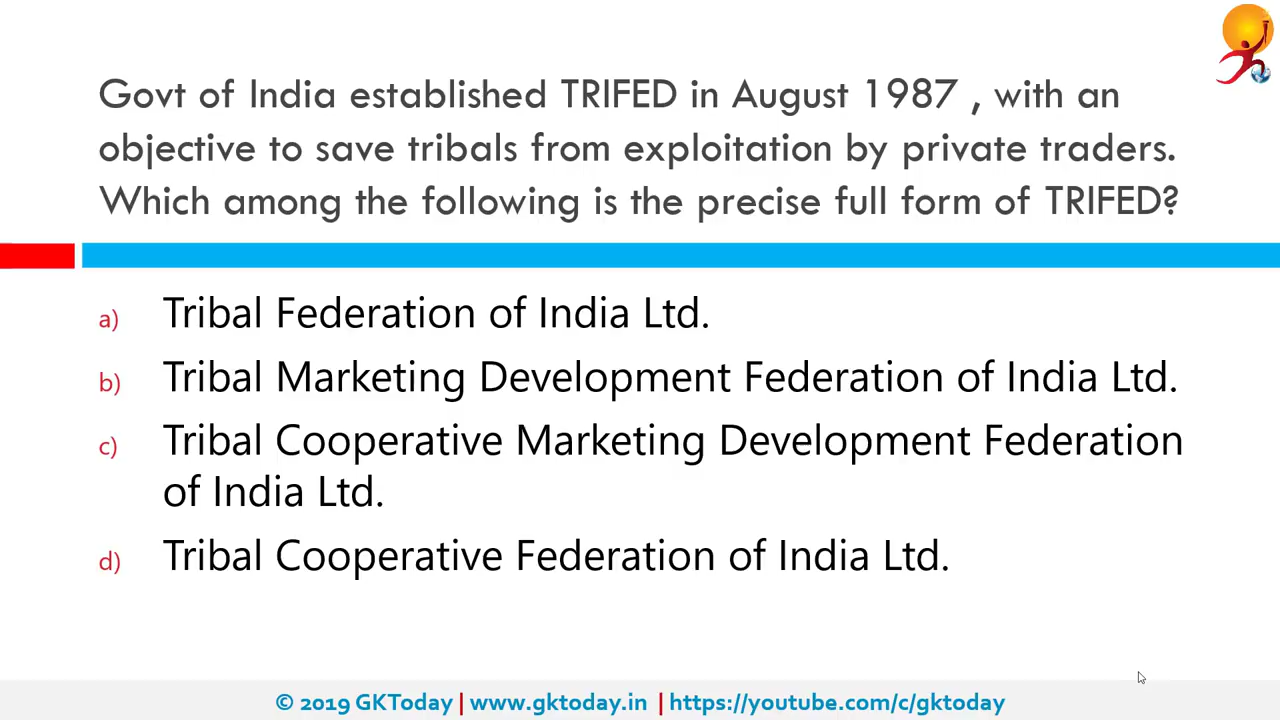 Govt of India established TRIFED in August 1987 , with an
objective to save tribals from exploitation by private traders.
Which among the following is the precise full form of TRIFED?
a) Tribal Federation of India Ltd.
b) Tribal Marketing Development Federation of India Ltd.
c) Tribal Cooperative Marketing Development Federation
of India Ltd.
d) Tribal Cooperative Federation of India Ltd.
© 2019 GKToday | www.gktoday.in | https://youtube.com/c/gktoday